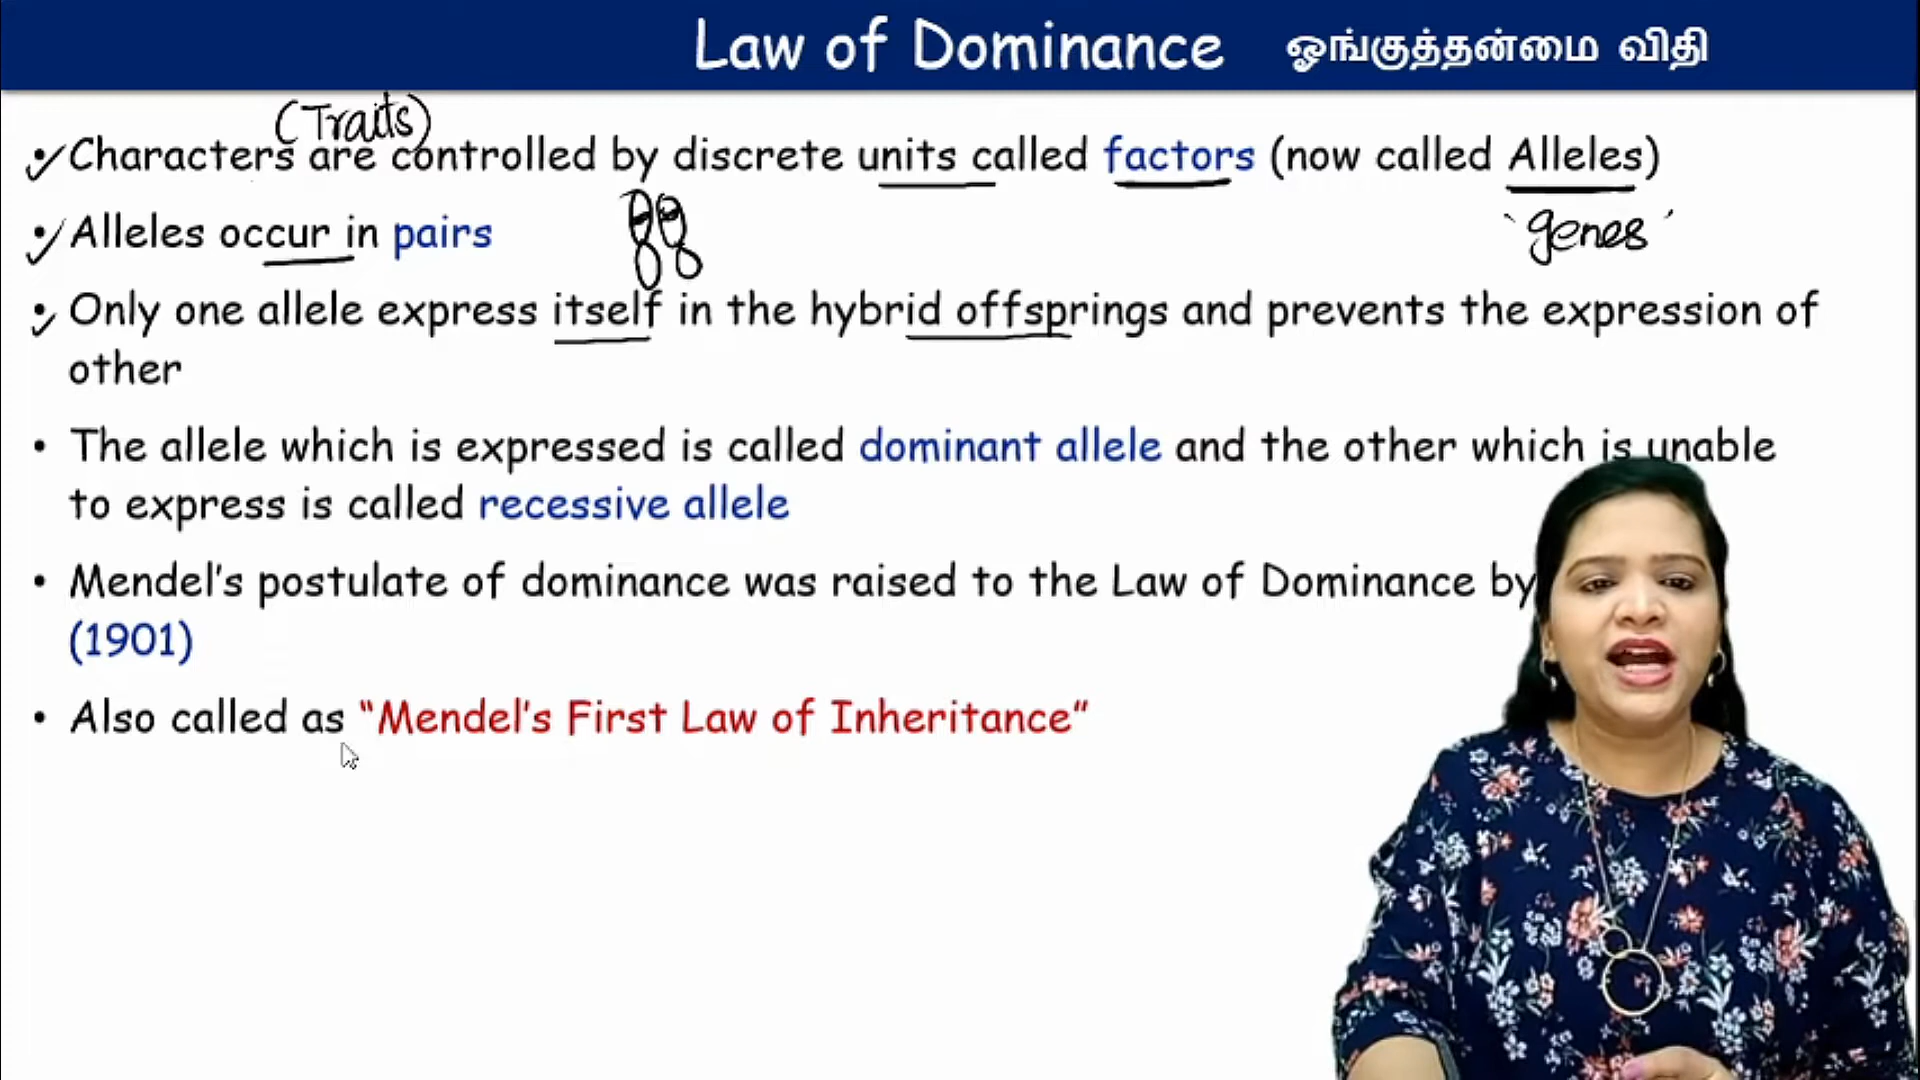 Law of Dominance ஓங்குத்தன்மை விதி
(Traits)
• Characters are controlled by discrete units called factors (now called Alleles)
• Alleles occur in pairs
'genes'
• Only one allele express itself in the hybrid offsprings and prevents the expression of
other
• The allele which is expressed is called dominant allele and the other which is unable
to express is called recessive allele
• Mendel's postulate of dominance was raised to the Law of Dominance by
(1901)
• Also called as “Mendel's First Law of Inheritance”